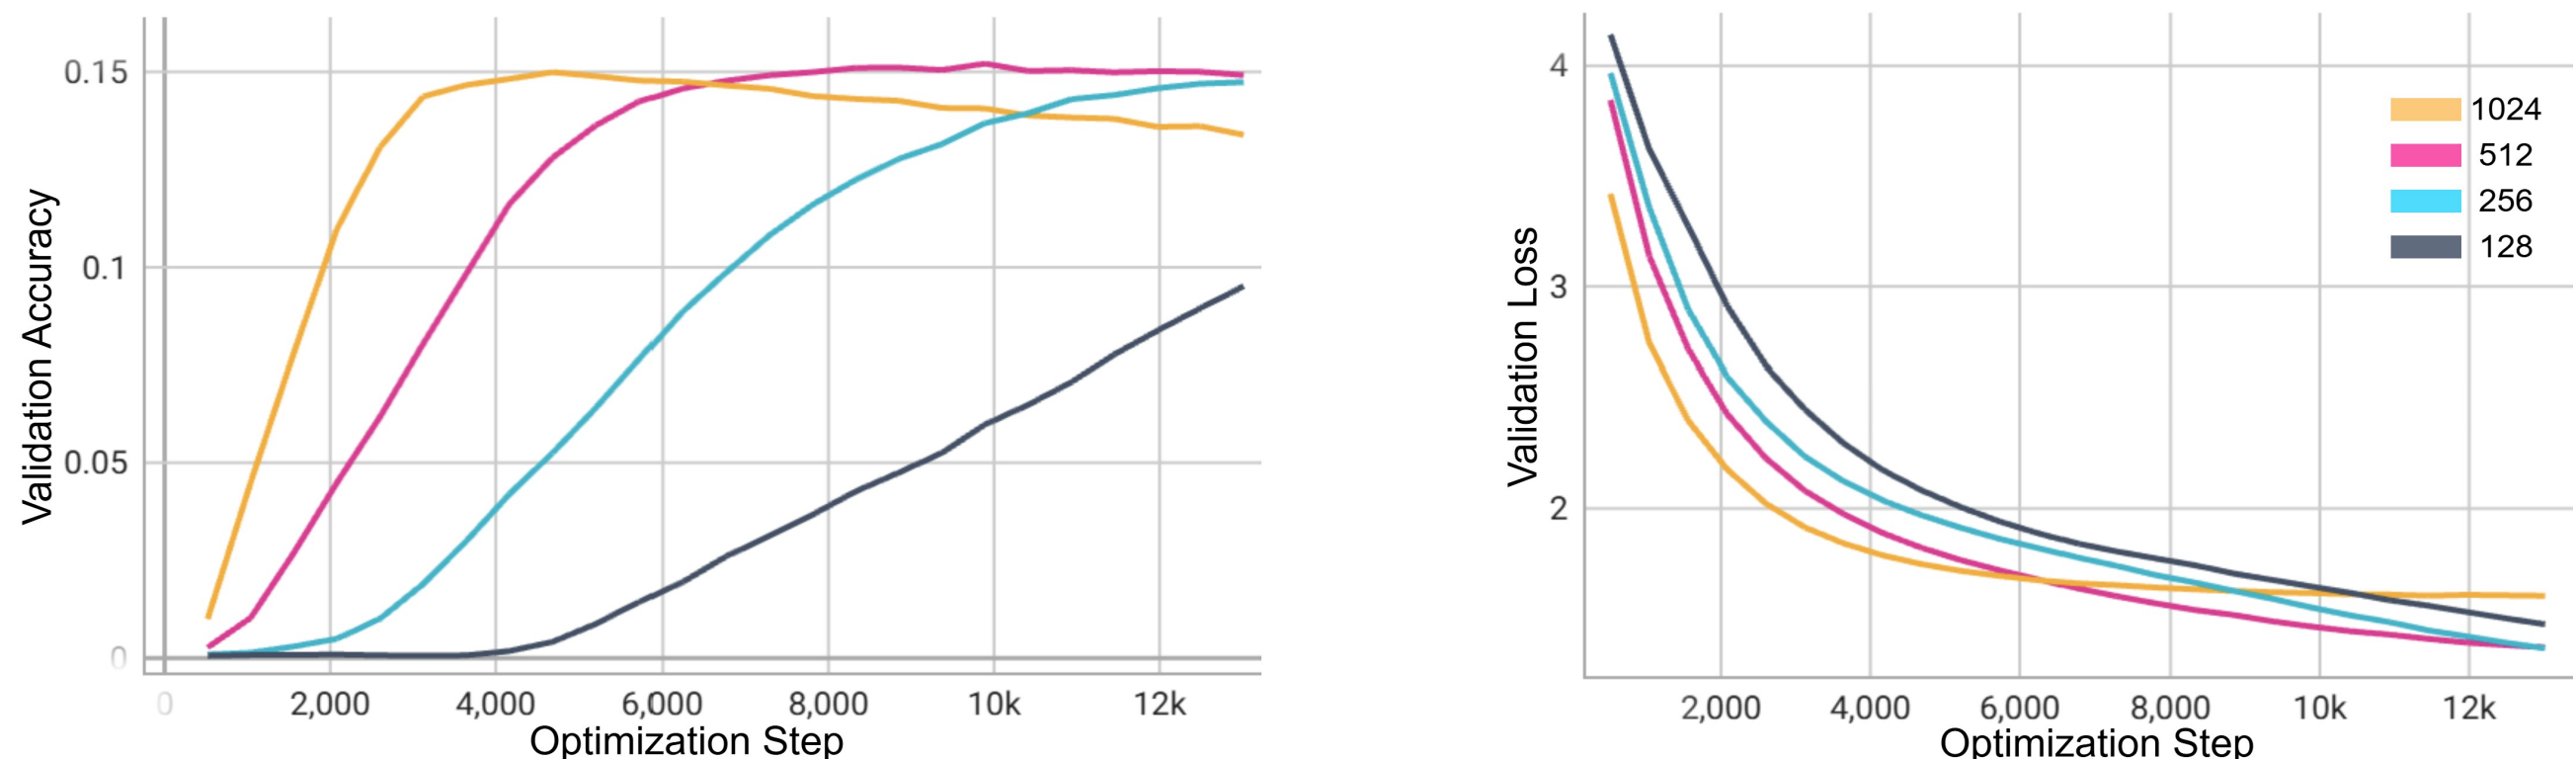 Validation Accuracy
0.15
0.1
0.05
0
0
2,000
4,000
6,000
8,000
10k
12k
Optimization Step
Validation Loss
4
3
2
2,000
4,000
6,000
8,000
10k
12k
Optimization Step
1024
512
256
128